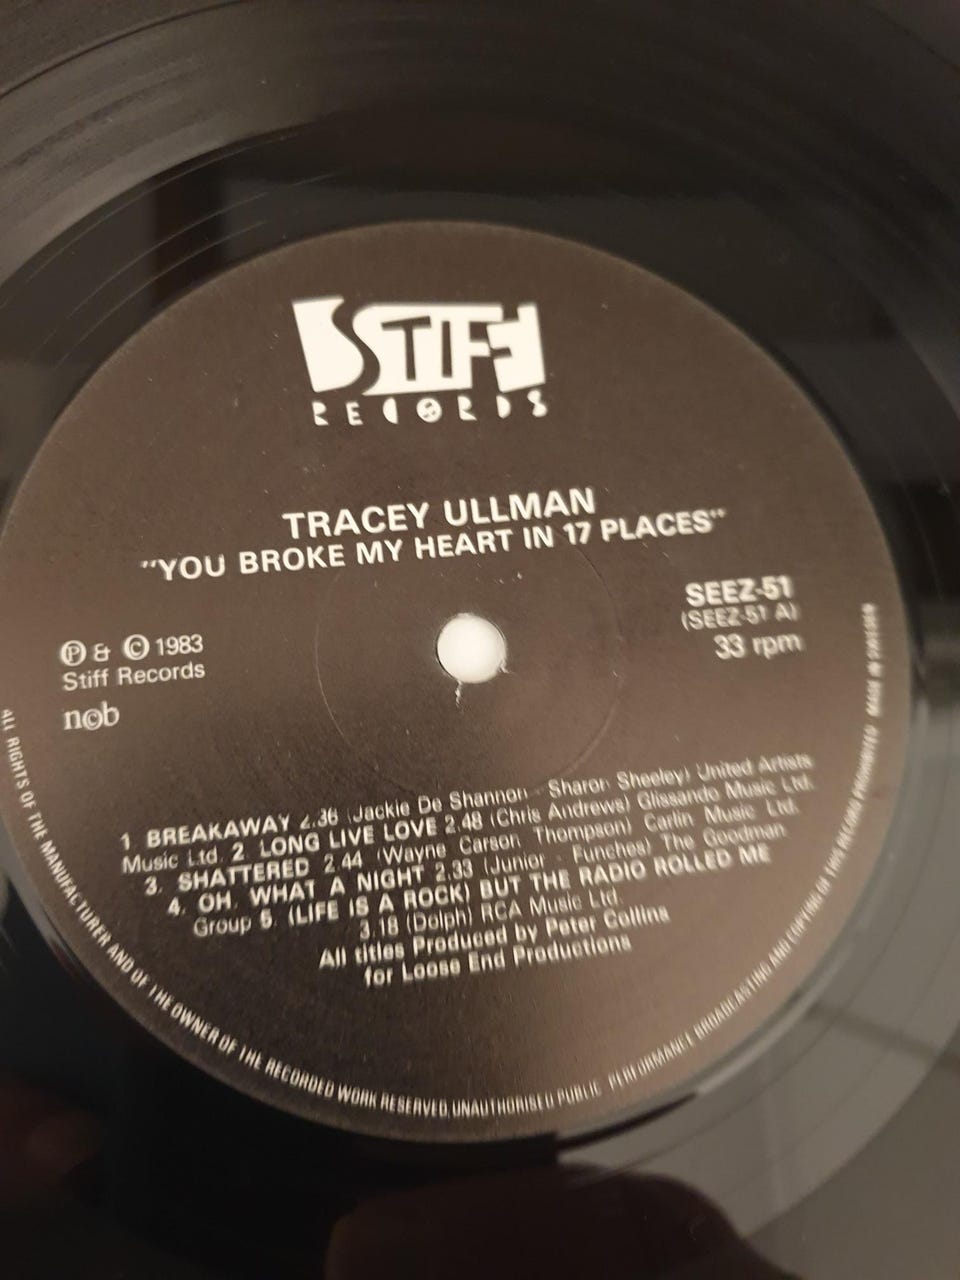 STIFF
RECORDS
TRACEY ULLMAN
"YOU BROKE MY HEART IN 17 PLACES"
SEEZ-51
(SEEZ-51 A)
33 rpm
Ⓟ & © 1983
Stiff Records
n©b
1 BREAKAWAY 2.36 (Jackie De Shannon - Sharon Sheeley) United Artists
Music Ltd. 2 LONG LIVE LOVE 2.48 (Chris Andrews) Glissando Music Ltd.
3. SHATTERED 2.44 (Wayne Carson Thompson) Carlin Music Ltd.
4. OH, WHAT A NIGHT 2.33 (Junior - Funches) The Goodman
Group 5. (LIFE IS A ROCK) BUT THE RADIO ROLLED ME
3.18 (Dolph) RCA Music Ltd.
All titles Produced by Peter Collins
for Loose End Productions
ALL RIGHTS OF THE MANUFACTURER AND OF THE OWNER OF THE RECORDED WORK RESERVED, UNAUTHORISED PUBLIC PERFORMANCE, BROADCASTING AND COPYING OF THIS RECORD PROHIBITED MADE IN SWEDEN